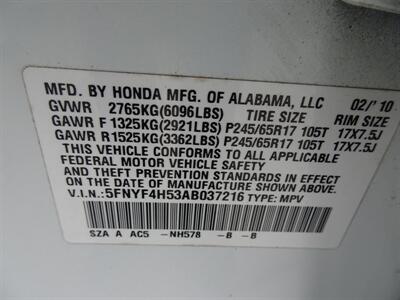 MFD. BY HONDA MFG. OF ALABAMA, LLC 02/'10
GVWR 2765KG(6096LBS) TIRE SIZE RIM SIZE
GAWR F 1325KG(2921LBS) P245/65R17 105T 17X7.5J
GAWR R 1525KG(3362LBS) P245/65R17 105T 17X7.5J
THIS VEHICLE CONFORMS TO ALL APPLICABLE
FEDERAL MOTOR VEHICLE SAFETY
AND THEFT PREVENTION STANDARDS IN EFFECT
ON THE DATE OF MANUFACTURE SHOWN ABOVE.
V.I.N.:5FNYF4H53AB037216 TYPE: MPV
SZA A AC5 -NH578 -B -B